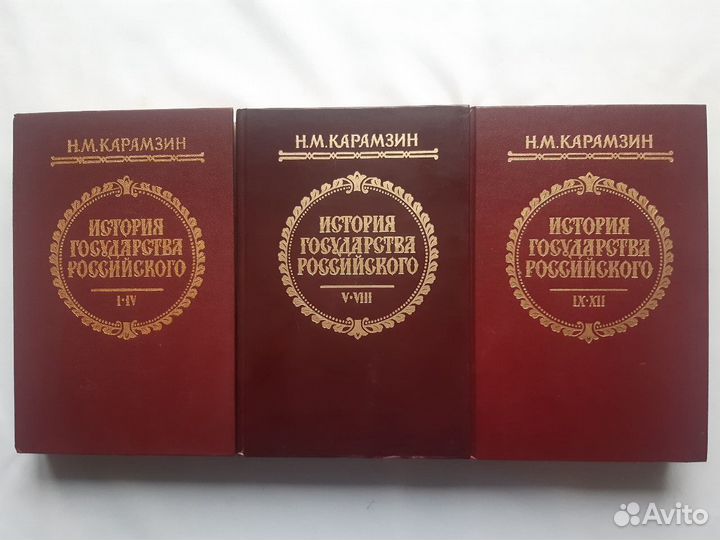 Н.М.КАРАМЗИН
ИСТОРИЯ
ГОСУДАРСТВА
РОССИЙСКОГО
I-IV
Н.М.КАРАМЗИН
ИСТОРИЯ
ГОСУДАРСТВА
РОССИЙСКОГО
V-VIII
Н.М.КАРАМЗИН
ИСТОРИЯ
ГОСУДАРСТВА
РОССИЙСКОГО
IX-XII
Avito